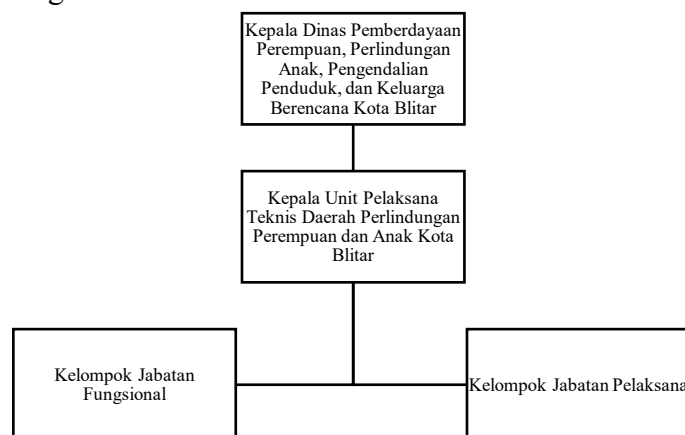 Kepala Dinas Pemberdayaan
Perempuan, Perlindungan
Anak, Pengendalian
Penduduk, dan Keluarga
Berencana Kota Blitar
Kepala Unit Pelaksana
Teknis Daerah Perlindungan
Perempuan dan Anak Kota
Blitar
Kelompok Jabatan
Fungsional
Kelompok Jabatan Pelaksana